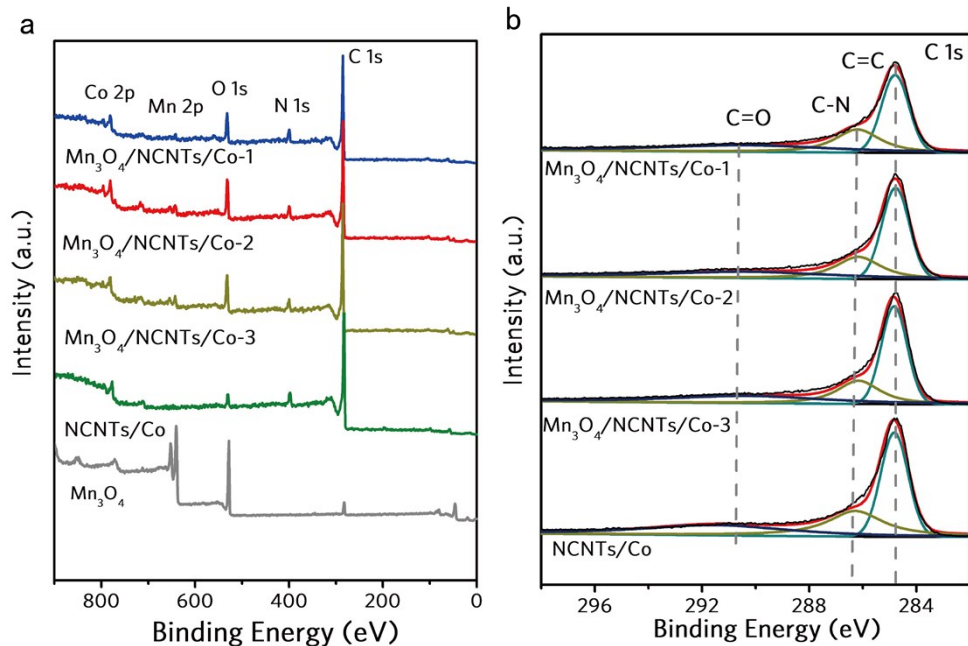 a
C 1s
O 1s
Co 2p
Mn 2p
N 1s
Mn₃O₄/NCNTs/Co-1
Mn₃O₄/NCNTs/Co-2
Mn₃O₄/NCNTs/Co-3
NCNTs/Co
Mn₃O₄
Intensity (a.u.)
800
600
400
200
0
Binding Energy (eV)
b
C 1s
C=C
C-N
C=O
Mn₃O₄/NCNTs/Co-1
Mn₃O₄/NCNTs/Co-2
Mn₃O₄/NCNTs/Co-3
NCNTs/Co
Intensity (a.u.)
296
292
288
284
Binding Energy (eV)